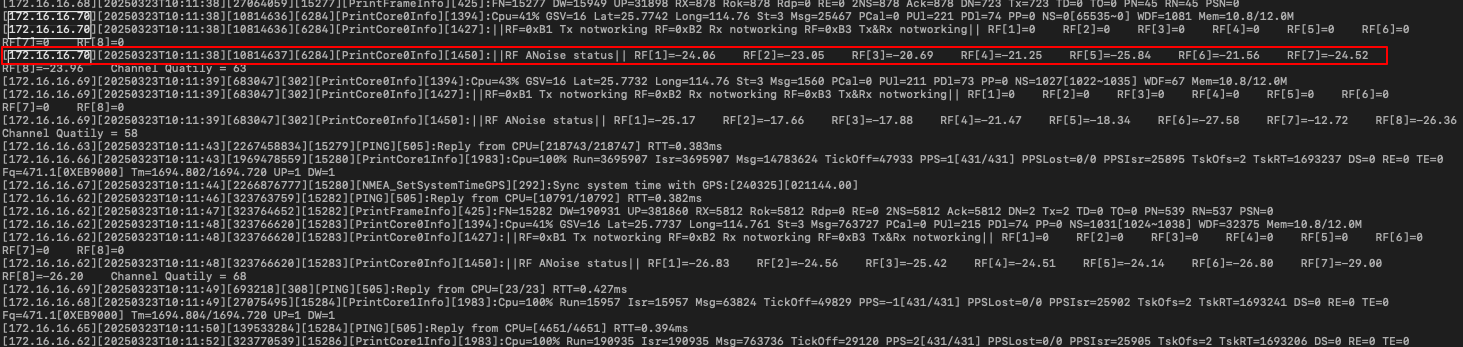 [172.16.16.68][20250323T10:11:38][27064059][15277][PrintFrameInfo][425]:FN=15277 DW=15949 UP=31898 RX=878 Rok=878 Rdp=0 RE=0 2NS=878 Ack=878 DN=723 Tx=723 TD=0 TO=0 PN=45 RN=45 PSN=0
[172.16.16.70][20250323T10:11:38][10814636][6284][PrintCore0Info][1394]:Cpu=41% GSV=16 Lat=25.7742 Long=114.76 St=3 Msg=25467 PCal=0 PUl=221 PDl=74 PP=0 NS=0[65535~0] WDF=1081 Mem=10.8/12.0M
[172.16.16.70][20250323T10:11:38][10814636][6284][PrintCore0Info][1427]:||RF=0xB1 Tx notworking RF=0xB2 Rx notworking RF=0xB3 Tx&Rx notworking|| RF[1]=0 RF[2]=0 RF[3]=0 RF[4]=0 RF[5]=0 RF[6]=0
RF[7]=0 RF[8]=0
[172.16.16.70][20250323T10:11:38][10814637][6284][PrintCore0Info][1450]:||RF ANoise status|| RF[1]=-24.06 RF[2]=-23.05 RF[3]=-20.69 RF[4]=-21.25 RF[5]=-25.84 RF[6]=-21.56 RF[7]=-24.52
RF[8]=-23.96 Channel Quatily = 63
[172.16.16.69][20250323T10:11:39][683047][302][PrintCore0Info][1394]:Cpu=43% GSV=16 Lat=25.7732 Long=114.76 St=3 Msg=1560 PCal=0 PUl=211 PDl=73 PP=0 NS=1027[1022~1035] WDF=67 Mem=10.8/12.0M
[172.16.16.69][20250323T10:11:39][683047][302][PrintCore0Info][1427]:||RF=0xB1 Tx notworking RF=0xB2 Rx notworking RF=0xB3 Tx&Rx notworking|| RF[1]=0 RF[2]=0 RF[3]=0 RF[4]=0 RF[5]=0 RF[6]=0
RF[7]=0 RF[8]=0
[172.16.16.69][20250323T10:11:39][683047][302][PrintCore0Info][1450]:||RF ANoise status|| RF[1]=-25.17 RF[2]=-17.66 RF[3]=-17.88 RF[4]=-21.47 RF[5]=-18.34 RF[6]=-27.58 RF[7]=-12.72 RF[8]=-26.36
Channel Quatily = 58
[172.16.16.63][20250323T10:11:43][2267458834][15279][PING][505]:Reply from CPU=[218743/218747] RTT=0.383ms
[172.16.16.66][20250323T10:11:43][1969478559][15280][PrintCore1Info][1983]:Cpu=100% Run=3695907 Isr=3695907 Msg=14783624 TickOff=47933 PPS=1[431/431] PPSLost=0/0 PPSIsr=25895 TskOfs=2 TskRT=1693237 DS=0 RE=0 TE=0
Fq=471.1[0XEB9000] Tm=1694.802/1694.720 UP=1 DW=1
[172.16.16.67][20250323T10:11:44][2266876777][15280][NMEA_SetSystemTimeGPS][292]:Sync system time with GPS:[240325][021144.00]
[172.16.16.62][20250323T10:11:46][323763759][15282][PING][505]:Reply from CPU=[10791/10792] RTT=0.382ms
[172.16.16.62][20250323T10:11:47][323764652][15282][PrintFrameInfo][425]:FN=15282 DW=190931 UP=381860 RX=5812 Rok=5812 Rdp=0 RE=0 2NS=5812 Ack=5812 DN=2 Tx=2 TD=0 TO=0 PN=539 RN=537 PSN=0
[172.16.16.62][20250323T10:11:48][323766620][15283][PrintCore0Info][1394]:Cpu=41% GSV=16 Lat=25.7737 Long=114.761 St=3 Msg=763727 PCal=0 PUl=215 PDl=74 PP=0 NS=1031[1024~1038] WDF=32375 Mem=10.8/12.0M
[172.16.16.62][20250323T10:11:48][323766620][15283][PrintCore0Info][1427]:||RF=0xB1 Tx notworking RF=0xB2 Rx notworking RF=0xB3 Tx&Rx notworking|| RF[1]=0 RF[2]=0 RF[3]=0 RF[4]=0 RF[5]=0 RF[6]=0
RF[7]=0 RF[8]=0
[172.16.16.62][20250323T10:11:48][323766620][15283][PrintCore0Info][1450]:||RF ANoise status|| RF[1]=-26.83 RF[2]=-24.56 RF[3]=-25.42 RF[4]=-24.51 RF[5]=-24.14 RF[6]=-26.80 RF[7]=-29.00
RF[8]=-26.20 Channel Quatily = 68
[172.16.16.69][20250323T10:11:49][693218][308][PING][505]:Reply from CPU=[23/23] RTT=0.427ms
[172.16.16.68][20250323T10:11:49][27075495][15284][PrintCore1Info][1983]:Cpu=100% Run=15957 Isr=15957 Msg=63824 TickOff=49829 PPS=-1[431/431] PPSLost=0/0 PPSIsr=25902 TskOfs=2 TskRT=1693241 DS=0 RE=0 TE=0
Fq=471.1[0XEB9000] Tm=1694.804/1694.720 UP=1 DW=1
[172.16.16.65][20250323T10:11:50][139533284][15284][PING][505]:Reply from CPU=[4651/4651] RTT=0.394ms
[172.16.16.62][20250323T10:11:52][323770539][15286][PrintCore1Info][1983]:Cpu=100% Run=190935 Isr=190935 Msg=763736 TickOff=29120 PPS=2[431/431] PPSLost=0/0 PPSIsr=25905 TskOfs=2 TskRT=1693206 DS=0 RE=0 TE=0